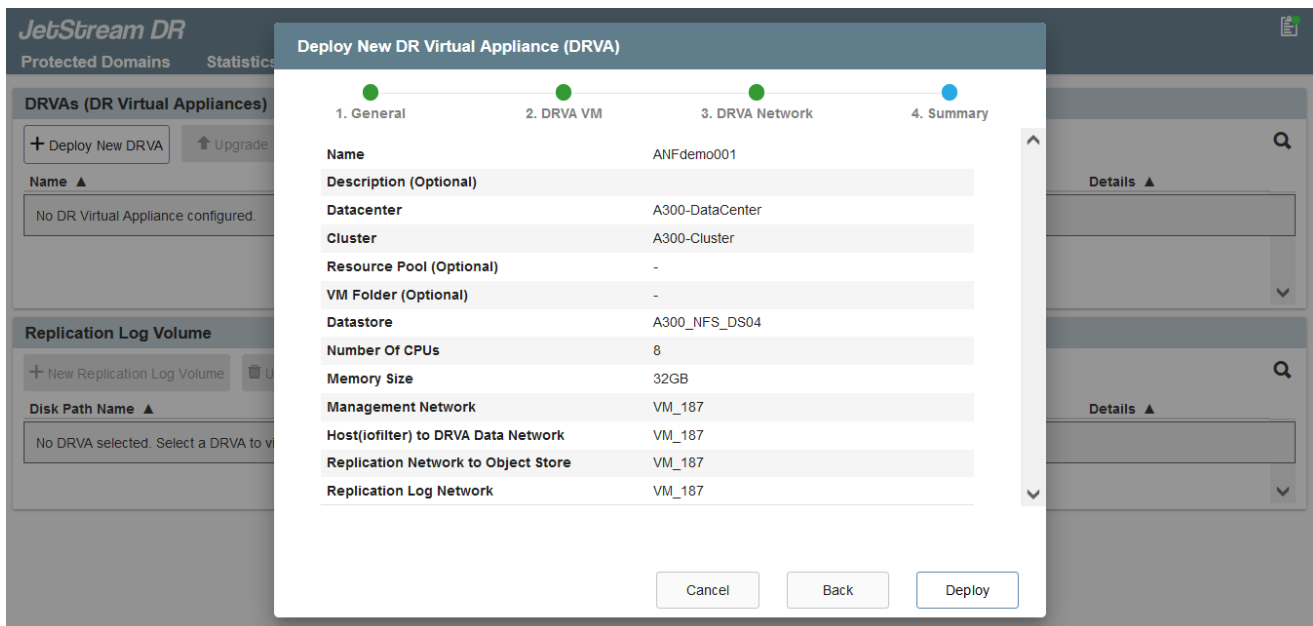 JetStream DR
Protected Domains Statistics
Deploy New DR Virtual Appliance (DRVA)
1. General 2. DRVA VM 3. DRVA Network 4. Summary
DRVAs (DR Virtual Appliances)
+ Deploy New DRVA Upgrade
Name ▲ Details ▲
No DR Virtual Appliance configured.
Replication Log Volume
+ New Replication Log Volume
Disk Path Name ▲ Details ▲
No DRVA selected. Select a DRVA to
Name ANFdemo001
Description (Optional)
Datacenter A300-DataCenter
Cluster A300-Cluster
Resource Pool (Optional) -
VM Folder (Optional) -
Datastore A300_NFS_DS04
Number Of CPUs 8
Memory Size 32GB
Management Network VM_187
Host(iofilter) to DRVA Data Network VM_187
Replication Network to Object Store VM_187
Replication Log Network VM_187
Cancel Back Deploy